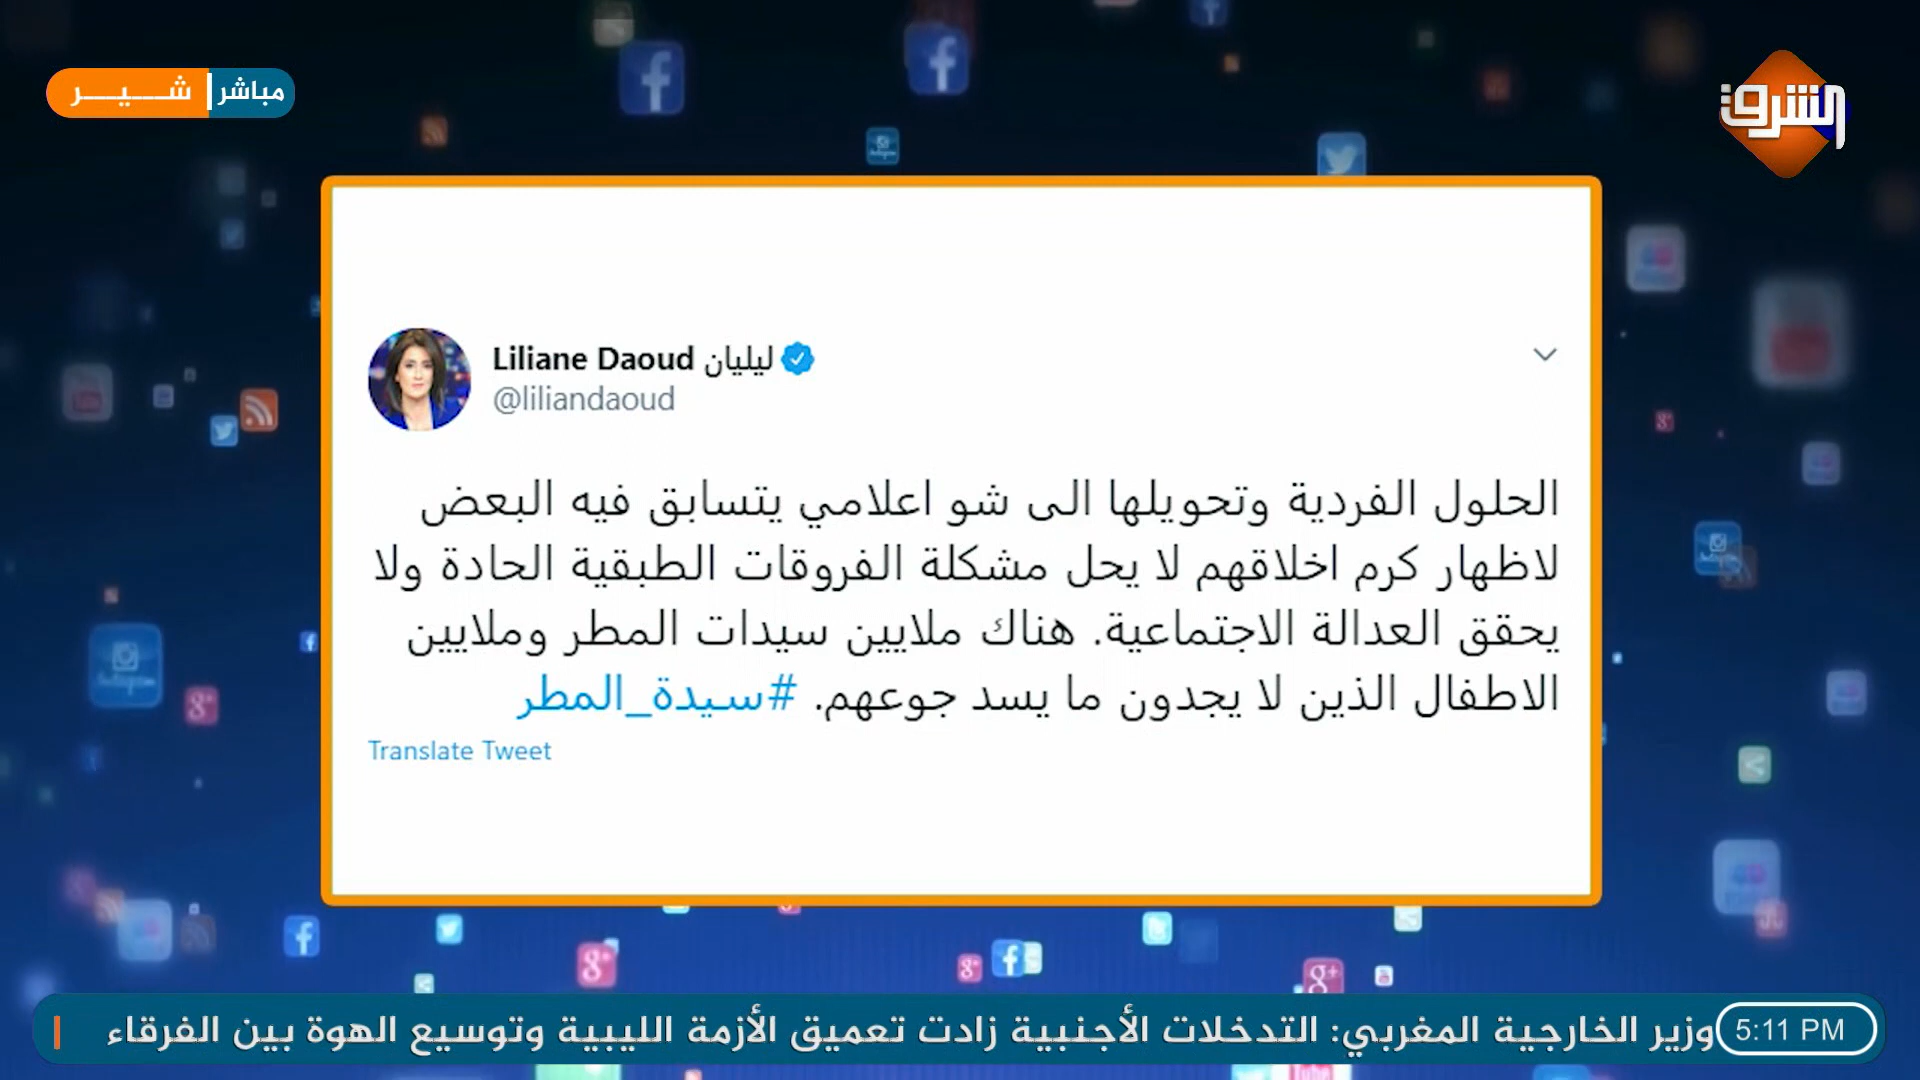 مباشر شـــيـــر
الشرق
Liliane Daoud ليليان
@liliandaoud
الحلول الفردية وتحويلها الى شو اعلامي يتسابق فيه البعض
لاظهار كرم اخلاقهم لا يحل مشكلة الفروقات الطبقية الحادة ولا
يحقق العدالة الاجتماعية. هناك ملايين سيدات المطر وملايين
الاطفال الذين لا يجدون ما يسد جوعهم. #سيدة_المطر
Translate Tweet
وزير الخارجية المغربي: التدخلات الأجنبية زادت تعميق الأزمة الليبية وتوسيع الهوة بين الفرقاء
5:11 PM